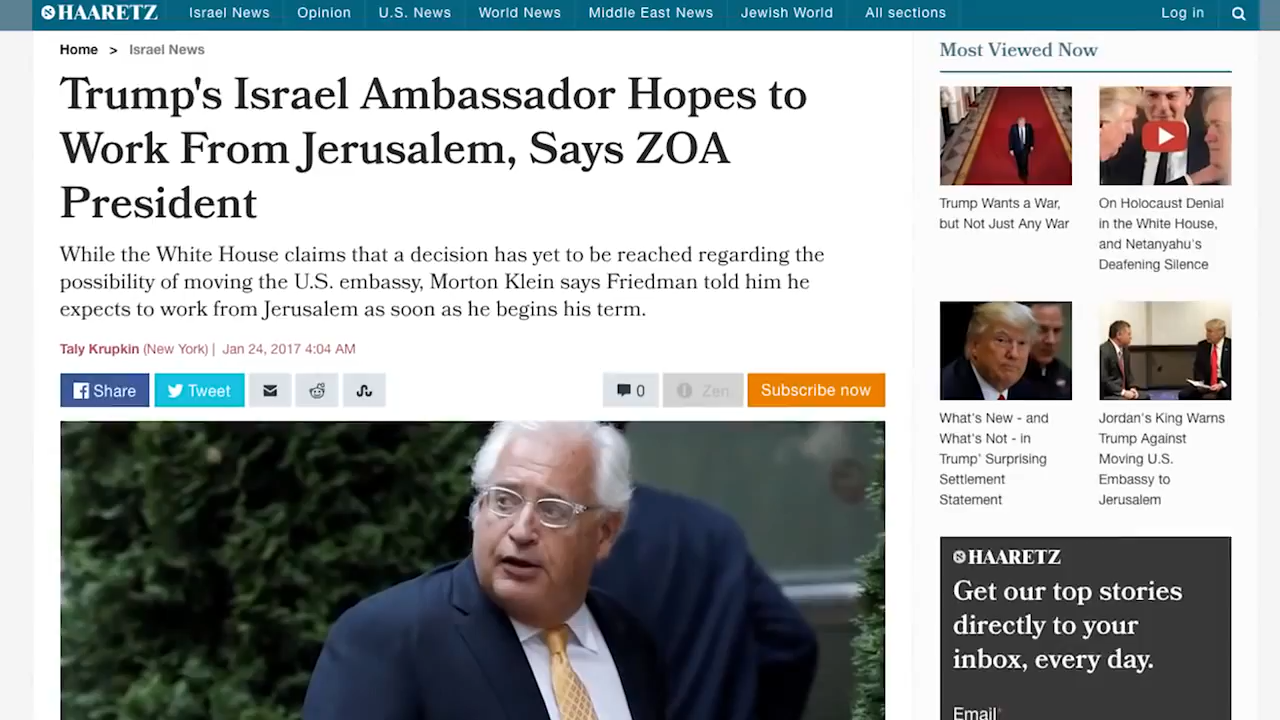 HAARETZ
Israel News
Opinion
U.S. News
World News
Middle East News
Jewish World
All sections
Log in
Home > Israel News
Trump's Israel Ambassador Hopes to
Work From Jerusalem, Says ZOA
President
While the White House claims that a decision has yet to be reached regarding the
possibility of moving the U.S. embassy, Morton Klein says Friedman told him he
expects to work from Jerusalem as soon as he begins his term.
Taly Krupkin (New York) | Jan 24, 2017 4:04 AM
Share
Tweet
0
Zen
Subscribe now
Most Viewed Now
Trump Wants a War,
but Not Just Any War
On Holocaust Denial
in the White House,
and Netanyahu's
Deafening Silence
What's New - and
What's Not - in
Trump' Surprising
Settlement
Statement
Jordan's King Warns
Trump Against
Moving U.S.
Embassy to
Jerusalem
HAARETZ
Get our top stories
directly to your
inbox, every day.
Email*